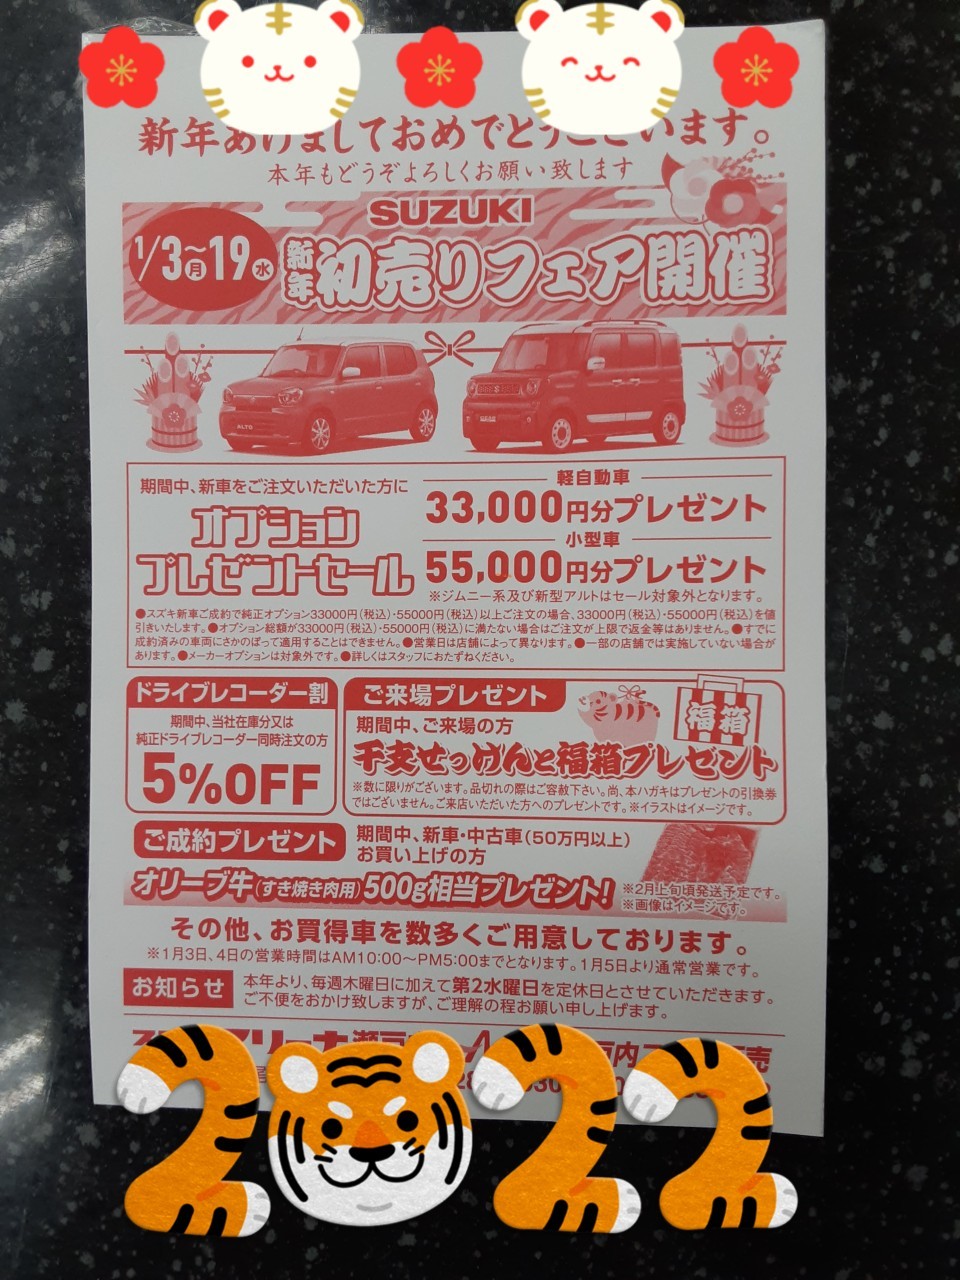 新年あけましておめでとうございます。
本年もどうぞよろしくお願い致します
SUZUKI
1/3月~19水
新年初売りフェア開催
ALTO
期間中、新車をご注文いただいた方に
オプション
プレゼントセール
軽自動車
33,000円分プレゼント
小型車
55,000円分プレゼント
※ジムニー系及び新型アルトはセール対象外となります。
●スズキ新車ご成約で純正オプション33000円(税込)・55000円(税込)以上ご注文の場合、33000円(税込)・55000円(税込)を値
引きいたします。●オプション総額が33000円(税込)・55000円(税込)に満たない場合はご注文が上限で返金等はありません。●すでに
成約済みの車両にさかのぼって適用することはできません。●営業日は店舗によって異なります。●一部の店舗では実施していない場合が
あります。●メーカーオプションは対象外です。●詳しくはスタッフにおたずねください。
ドライブレコーダー割
期間中、当社在庫分又は
純正ドライブレコーダー同時注文の方
5%OFF
ご来場プレゼント
期間中、ご来場の方
福箱
干支せっけんと福箱プレゼント
※数に限りがございます。品切れの際はご容赦下さい。尚、本ハガキはプレゼントの引換券
ではございません。ご来店いただいた方へのプレゼントです。※イラストはイメージです。
ご成約プレゼント
期間中、新車・中古車(50万円以上)
お買い上げの方
オリーブ牛(すき焼き肉用)500g相当プレゼント!
※2月上旬頃発送予定です。
※画像はイメージです。
その他、お買得車を数多くご用意しております。
※1月3日、4日の営業時間はAM10:00～PM5:00までとなります。1月5日より通常営業です。
お知らせ
本年より、毎週木曜日に加えて第2水曜日を定休日とさせていただきます。
ご不便をおかけ致しますが、ご理解の程お願い申し上げます。
2022